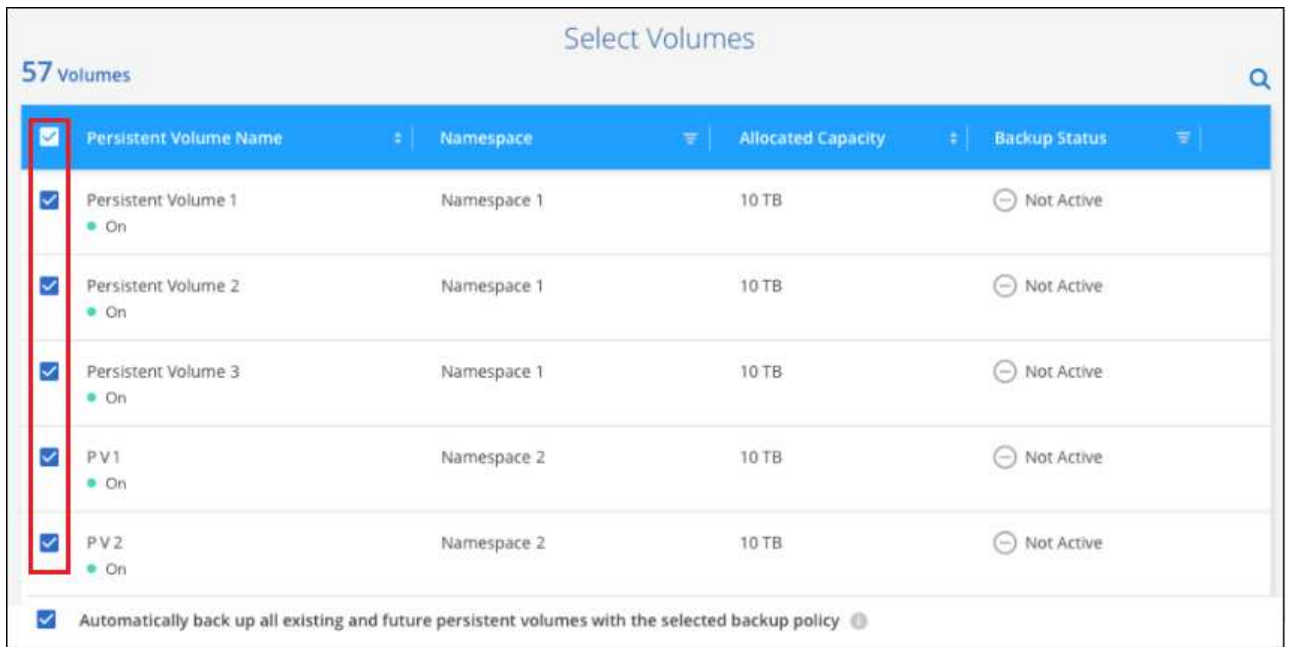 Select Volumes
57 Volumes
Persistent Volume Name Namespace Allocated Capacity Backup Status
Persistent Volume 1 Namespace 1 10 TB Not Active
On
Persistent Volume 2 Namespace 1 10 TB Not Active
On
Persistent Volume 3 Namespace 1 10 TB Not Active
On
P V 1 Namespace 2 10 TB Not Active
On
P V 2 Namespace 2 10 TB Not Active
On
Automatically back up all existing and future persistent volumes with the selected backup policy